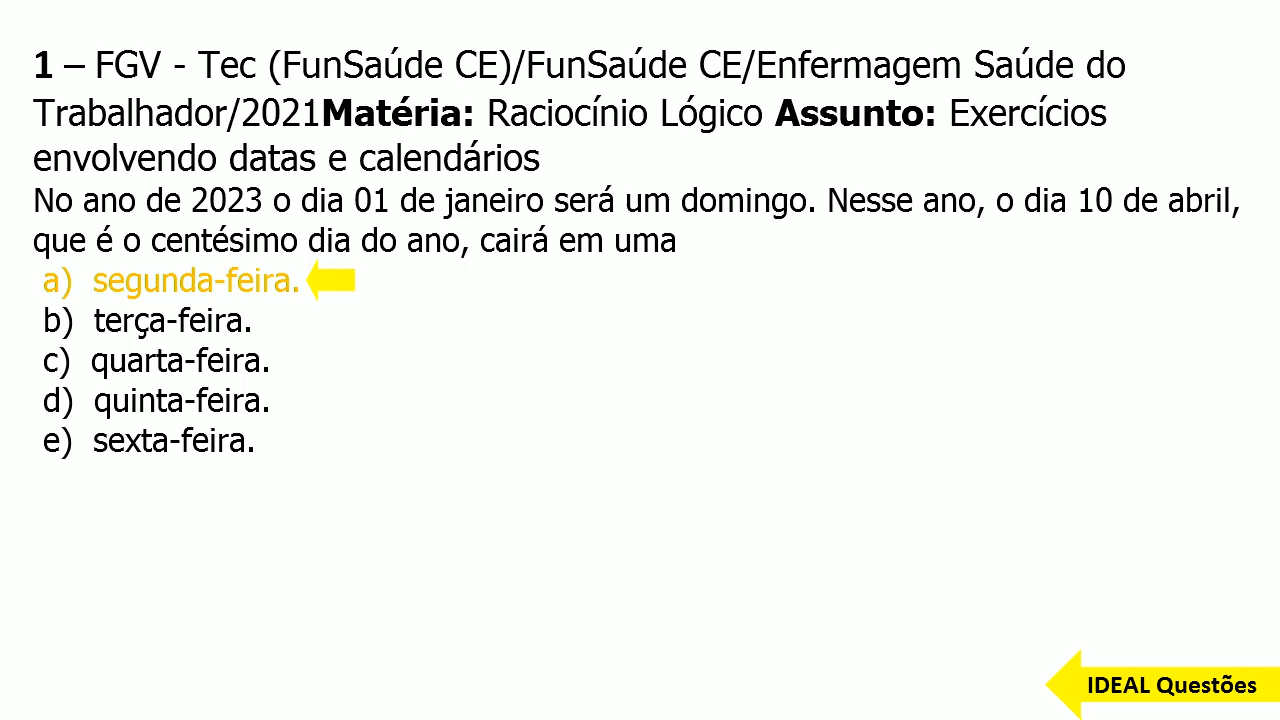 1 – FGV - Tec (FunSaúde CE)/FunSaúde CE/Enfermagem Saúde do
Trabalhador/2021Matéria: Raciocínio Lógico Assunto: Exercícios
envolvendo datas e calendários
No ano de 2023 o dia 01 de janeiro será um domingo. Nesse ano, o dia 10 de abril,
que é o centésimo dia do ano, cairá em uma
a) segunda-feira.
b) terça-feira.
c) quarta-feira.
d) quinta-feira.
e) sexta-feira.
IDEAL Questões